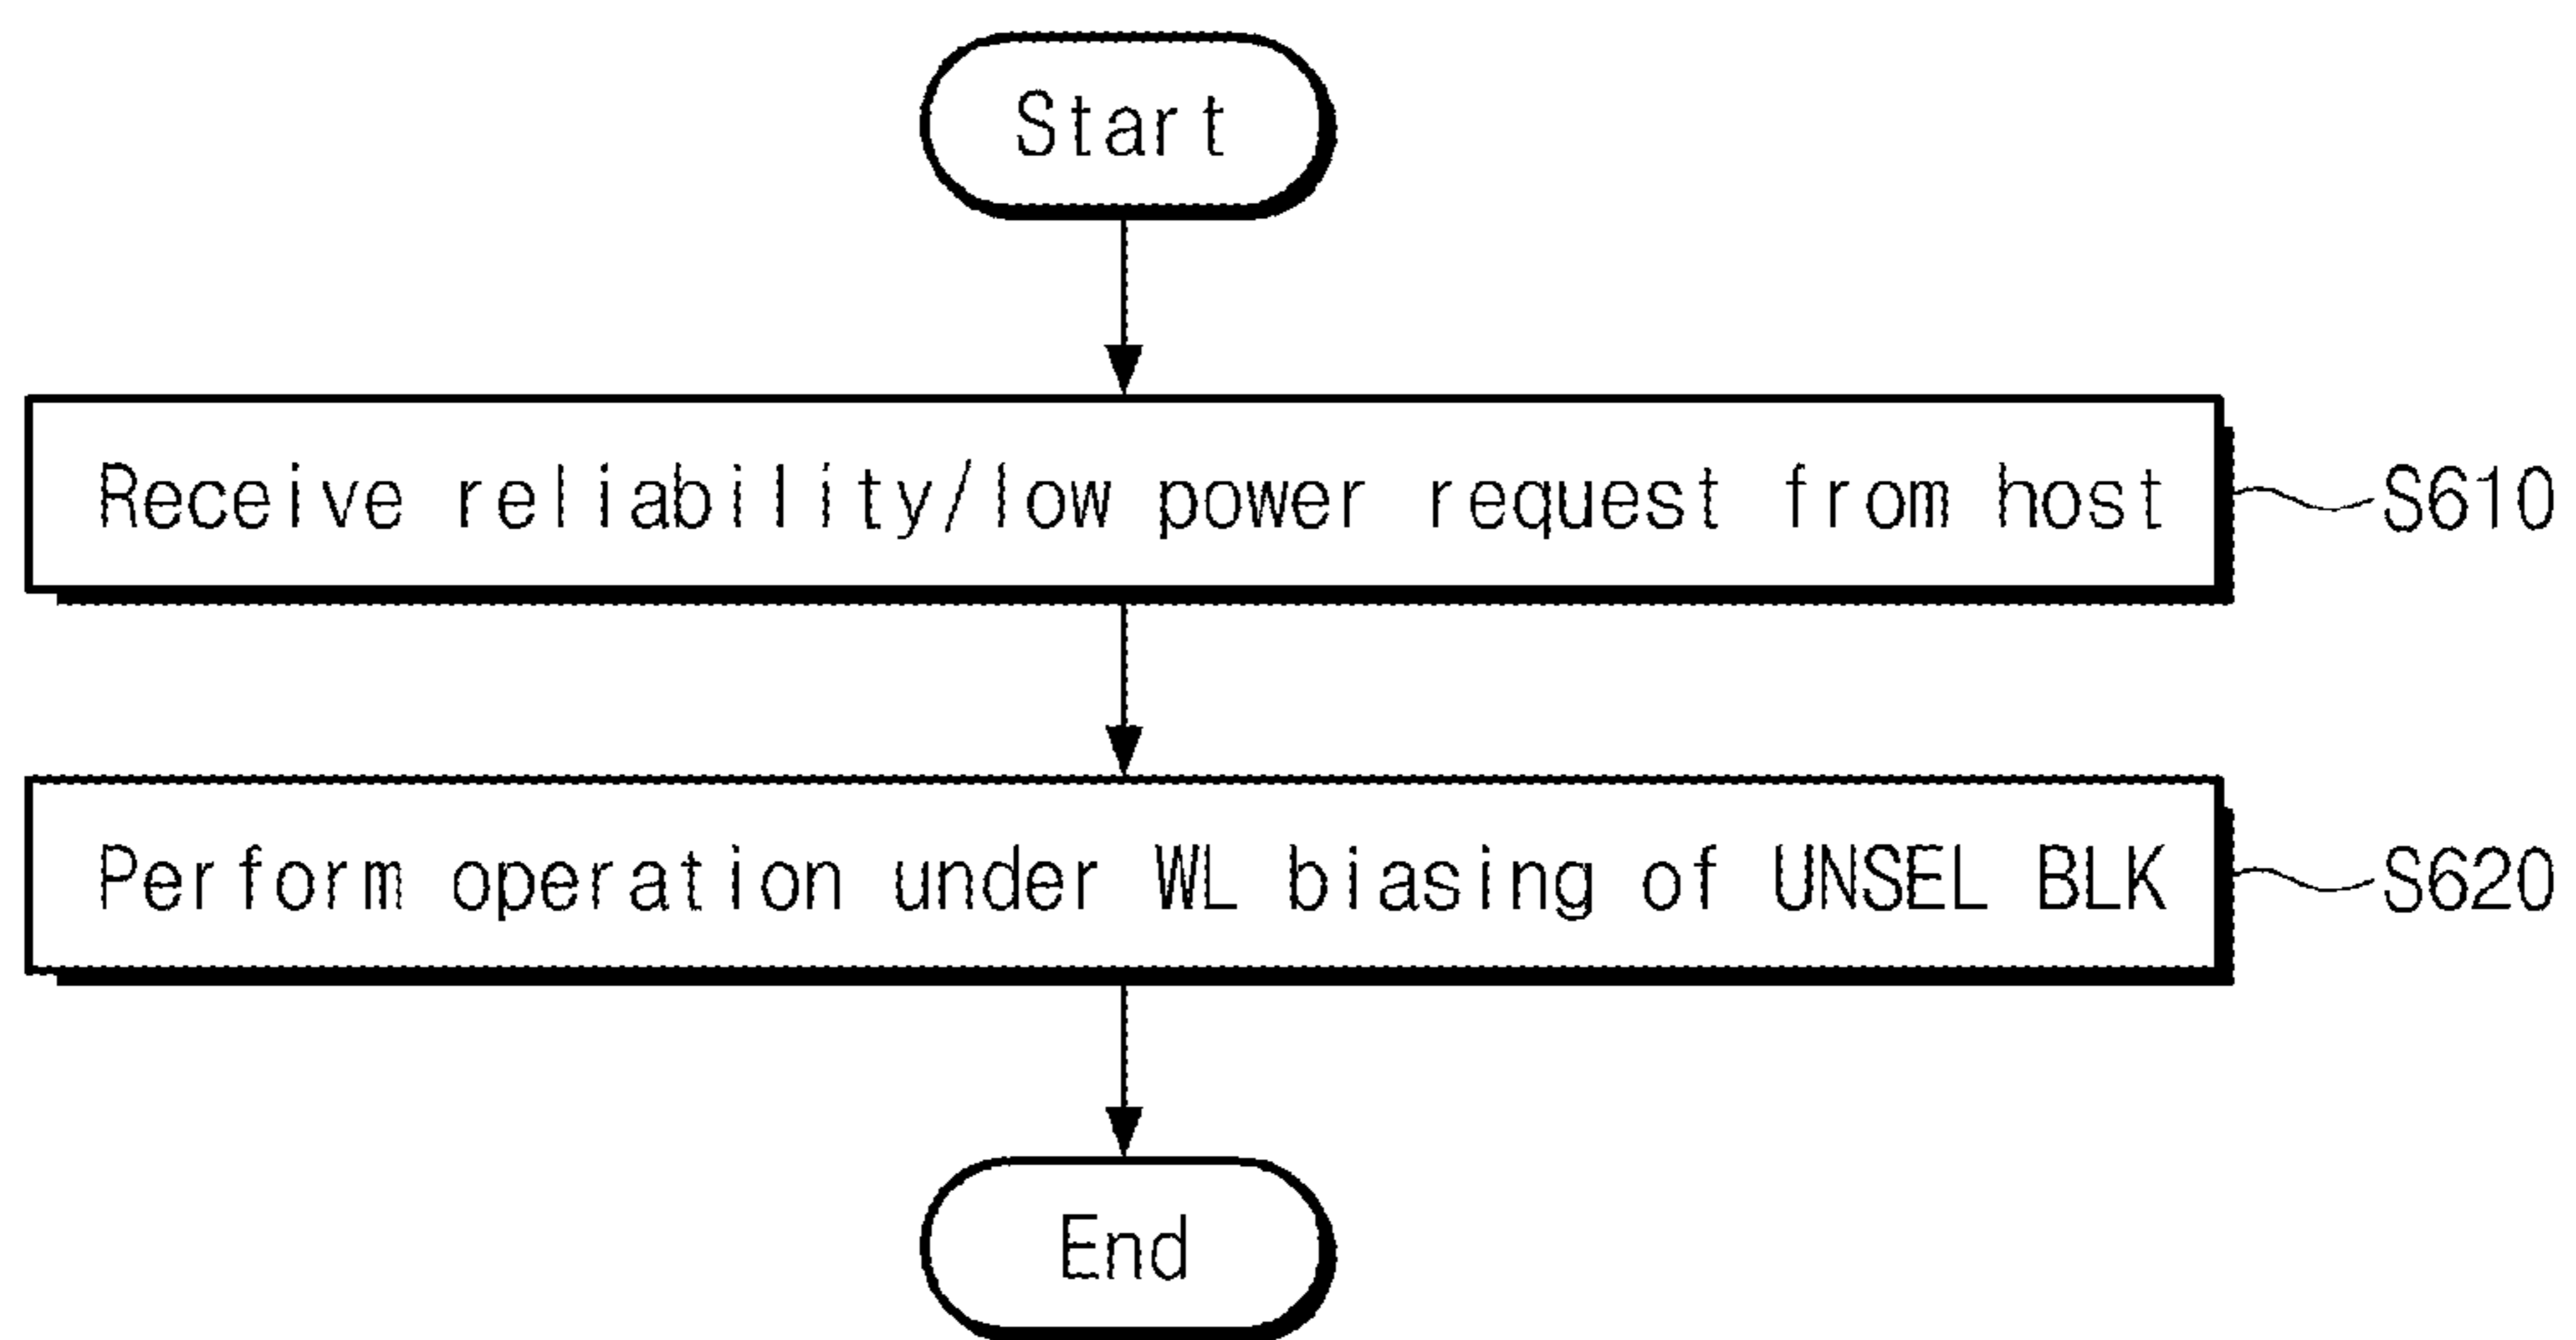 Start
Receive reliability/low power request from host
S610
Perform operation under WL biasing of UNSEL BLK
S620
End